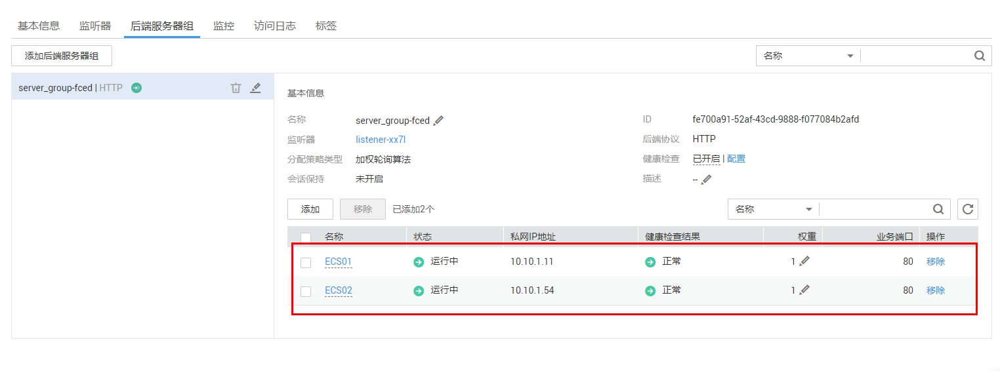 基本信息 监听器 后端服务器组 监控 访问日志 标签
添加后端服务器组 名称
server_group-fced | HTTP
基本信息
名称 server_group-fced ID fe700a91-52af-43cd-9888-f077084b2afd
监听器 listener-xx7l 后端协议 HTTP
分配策略类型 加权轮询算法 健康检查 已开启 | 配置
会话保持 未开启 描述 --
添加 移除 已添加2个 名称
名称 状态 私网IP地址 健康检查结果 权重 业务端口 操作
ECS01 运行中 10.10.1.11 正常 1 80 移除
ECS02 运行中 10.10.1.54 正常 1 80 移除